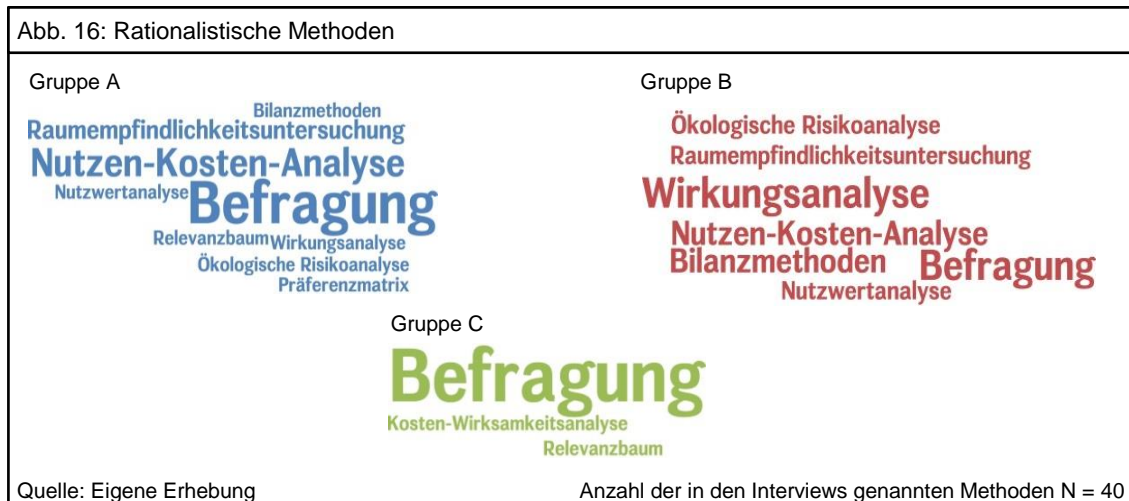 Abb. 16: Rationalistische Methoden
Gruppe A
Bilanzmethoden
Raumempfindlichkeitsuntersuchung
Nutzen-Kosten-Analyse
Nutzwertanalyse Befragung
Relevanzbaum Wirkungsanalyse
Ökologische Risikoanalyse
Präferenzmatrix
Gruppe B
Ökologische Risikoanalyse
Raumempfindlichkeitsuntersuchung
Wirkungsanalyse
Nutzen-Kosten-Analyse
Bilanzmethoden Befragung
Nutzwertanalyse
Gruppe C
Befragung
Kosten-Wirksamkeitsanalyse
Relevanzbaum
Quelle: Eigene Erhebung
Anzahl der in den Interviews genannten Methoden N = 40